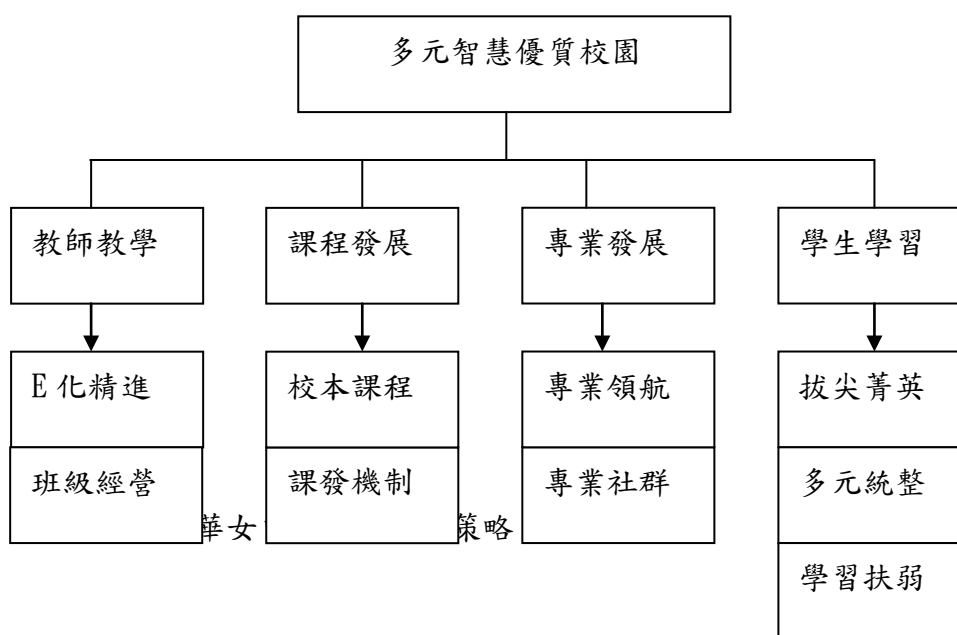 多元智慧優質校園
教師教學
課程發展
專業發展
學生學習
E化精進
校本課程
專業領航
拔尖菁英
班級經營
課發機制
專業社群
多元統整
華女
策略
學習扶弱